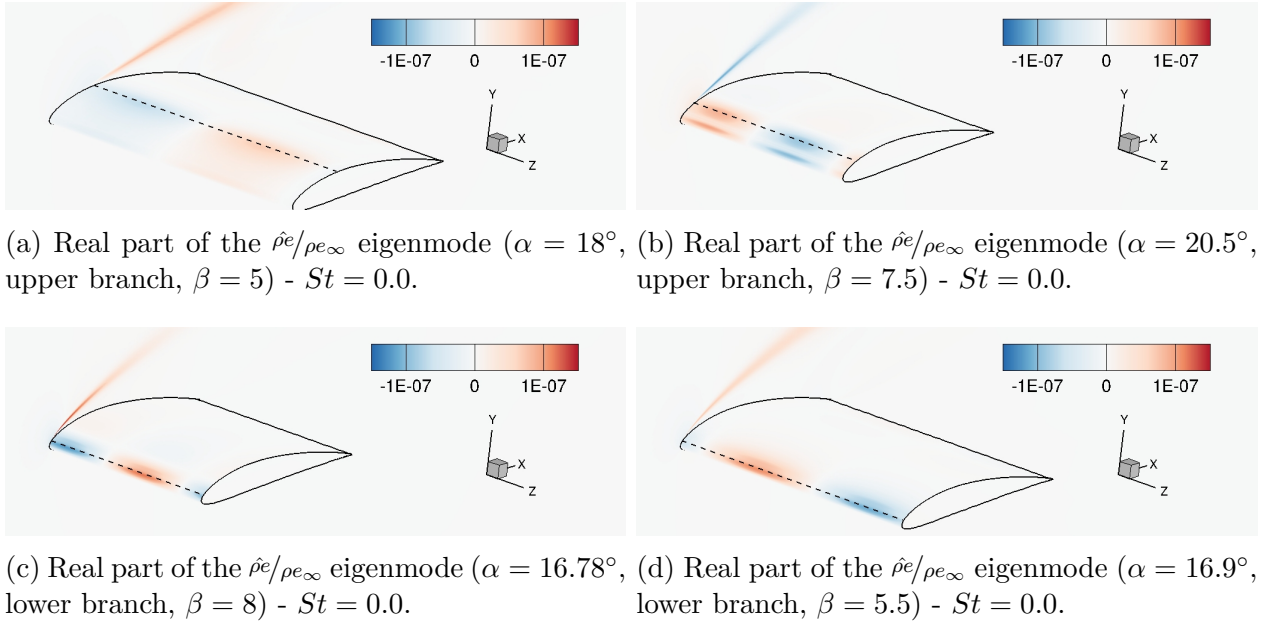 -1E-07 0 1E-07
Y
X
Z
-1E-07 0 1E-07
Y
X
Z
(a) Real part of the ρ̂e/ρe∞ eigenmode (α = 18°,
upper branch, β = 5) - St = 0.0.
(b) Real part of the ρ̂e/ρe∞ eigenmode (α = 20.5°,
upper branch, β = 7.5) - St = 0.0.
-1E-07 0 1E-07
Y
X
Z
-1E-07 0 1E-07
Y
X
Z
(c) Real part of the ρ̂e/ρe∞ eigenmode (α = 16.78°,
lower branch, β = 8) - St = 0.0.
(d) Real part of the ρ̂e/ρe∞ eigenmode (α = 16.9°,
lower branch, β = 5.5) - St = 0.0.